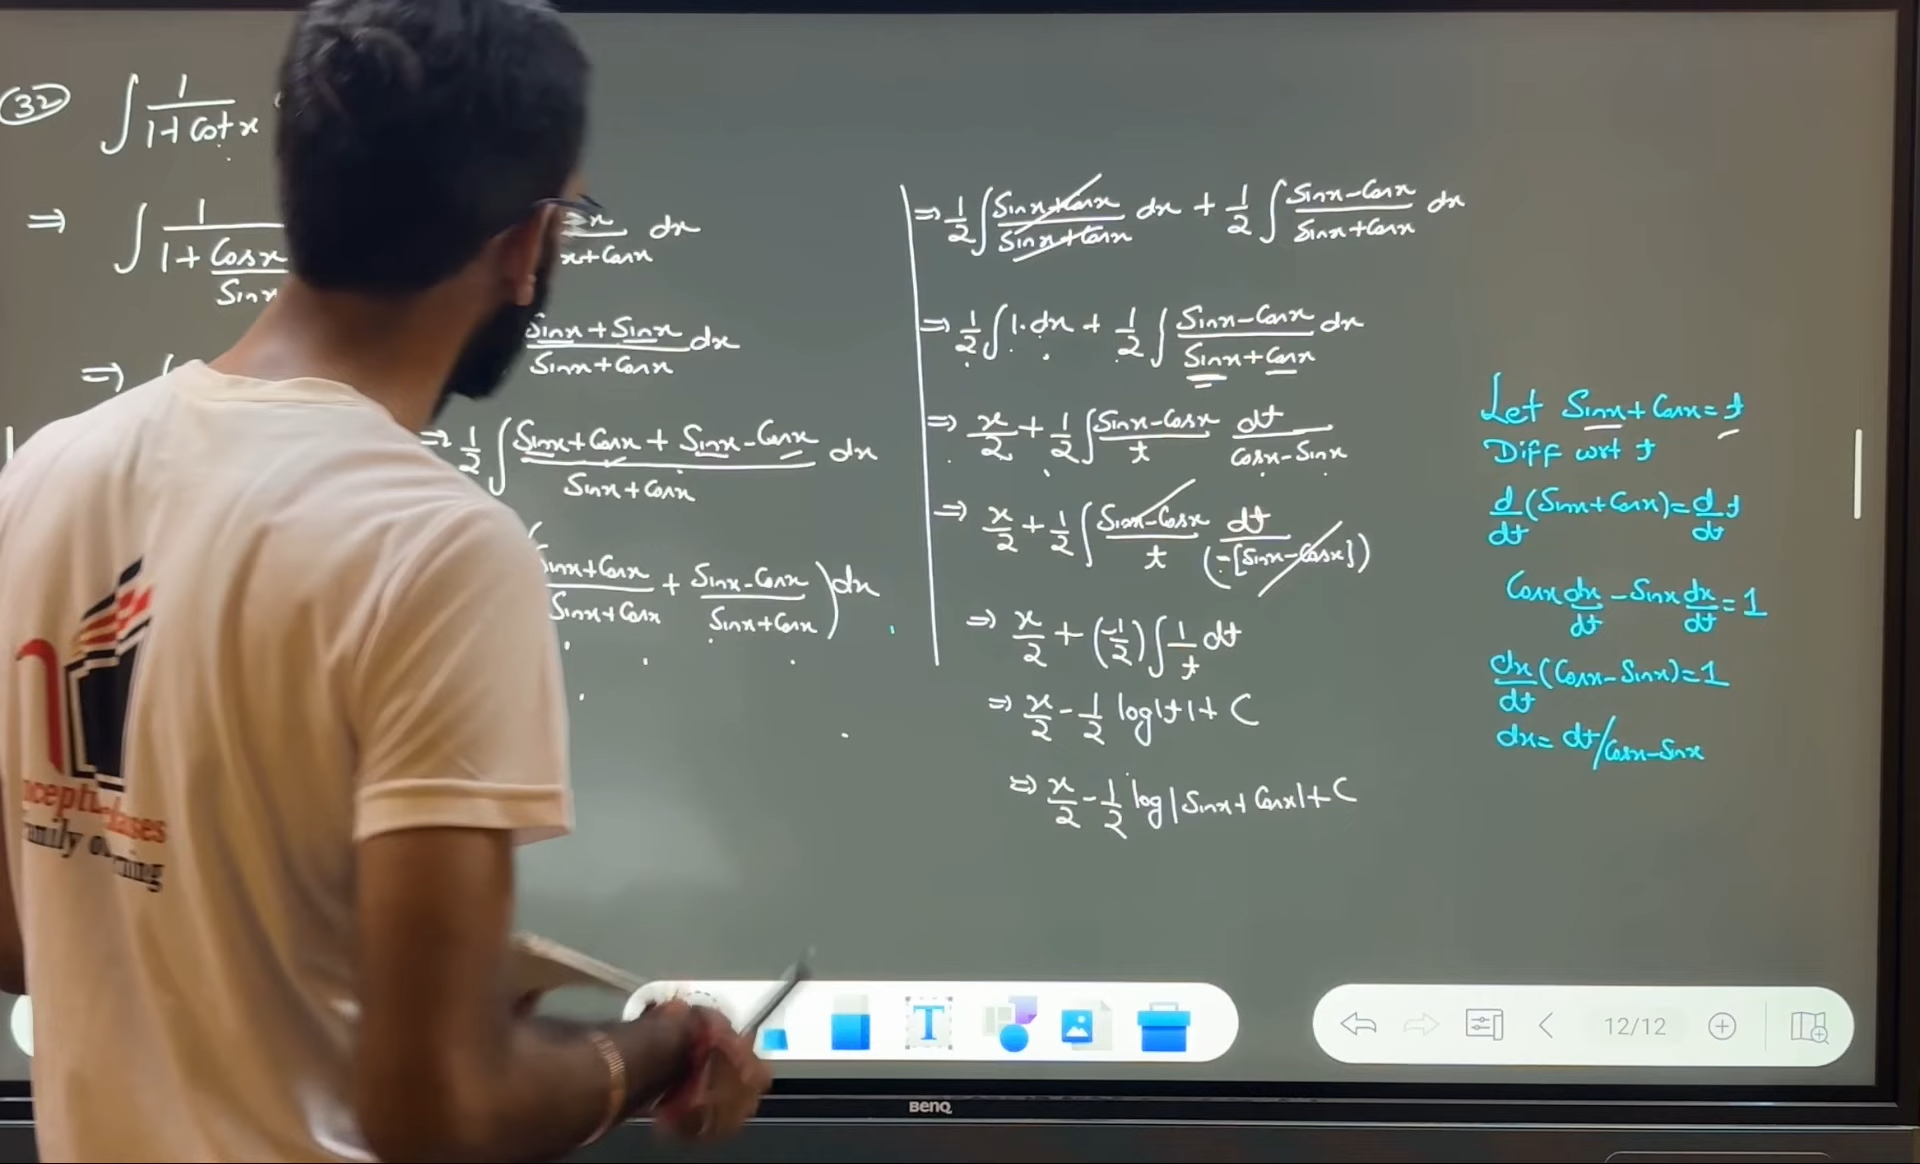 32 ∫ 1/(1+Cotx)
⇒ ∫ 1/(1+Cosx/Sinx
x/x+Cosx dx
⇒
Sinx+Sinx/Sinx+Cosx dx
⇒ 1/2 ∫ Sinx+Cosx+Sinx-Cosx/Sinx+Cosx dx
Sinx+Cosx/Sinx+Cosx + Sinx-Cosx/Sinx+Cosx) dx
⇒ 1/2 ∫ Sinx+Cosx/Sinx+Cosx dx + 1/2 ∫ Sinx-Cosx/Sinx+Cosx dx
⇒ 1/2 ∫ 1.dx + 1/2 ∫ Sinx-Cosx/Sinx+Cosx dx
⇒ x/2 + 1/2 ∫ Sinx-Cosx/t dt/Cosx-Sinx
⇒ x/2 + 1/2 ∫ Sinx-Cosx/t dt/(-[Sinx-Cosx])
⇒ x/2 + (-1/2) ∫ 1/t dt
⇒ x/2 - 1/2 log|t| + C
⇒ x/2 - 1/2 log|Sinx+Cosx| + C
Let Sinx+Cosx=t
Diff wrt t
d/dt (Sinx+Cosx)= d/dt t
Cosx dx/dt - Sinx dx/dt = 1
dx/dt (Cosx-Sinx)=1
dx= dt/Cosx-Sinx
T
12/12
BenQ